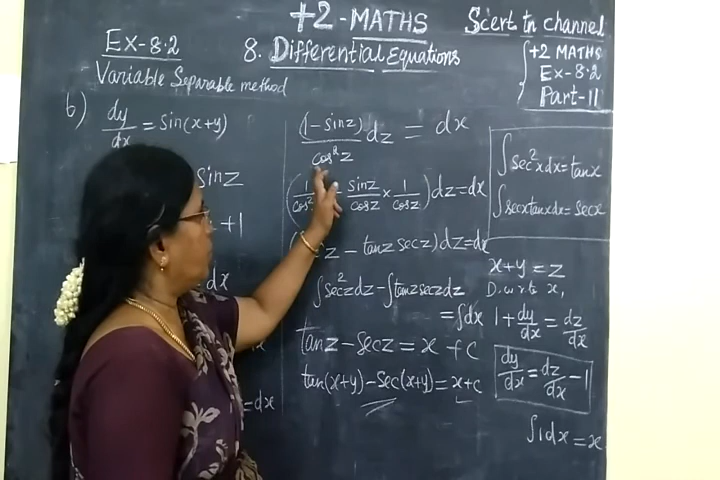 +2 - MATHS
Scert tn channel
Ex-8.2
8. Differential Equations
Variable Separable method
+2 MATHS
Ex-8.2
Part-11
6) dy/dx = sin(x+y)
sinz
+1
dx
=dx
(1-sinz)/cos²z dz = dx
(1/cos² - sinz/cosz × 1/cosz) dz = dx
z - tanz secz) dz = dx
∫sec²z dz - ∫tanz secz dz
= ∫dx
tanz - secz = x + c
tan(x+y) - sec(x+y) = x+c
∫sec²x dx = tanx
∫secx tanx dx = secx
x+y = z
D.w.r.to x,
1 + dy/dx = dz/dx
dy/dx = dz/dx - 1
∫1dx = x